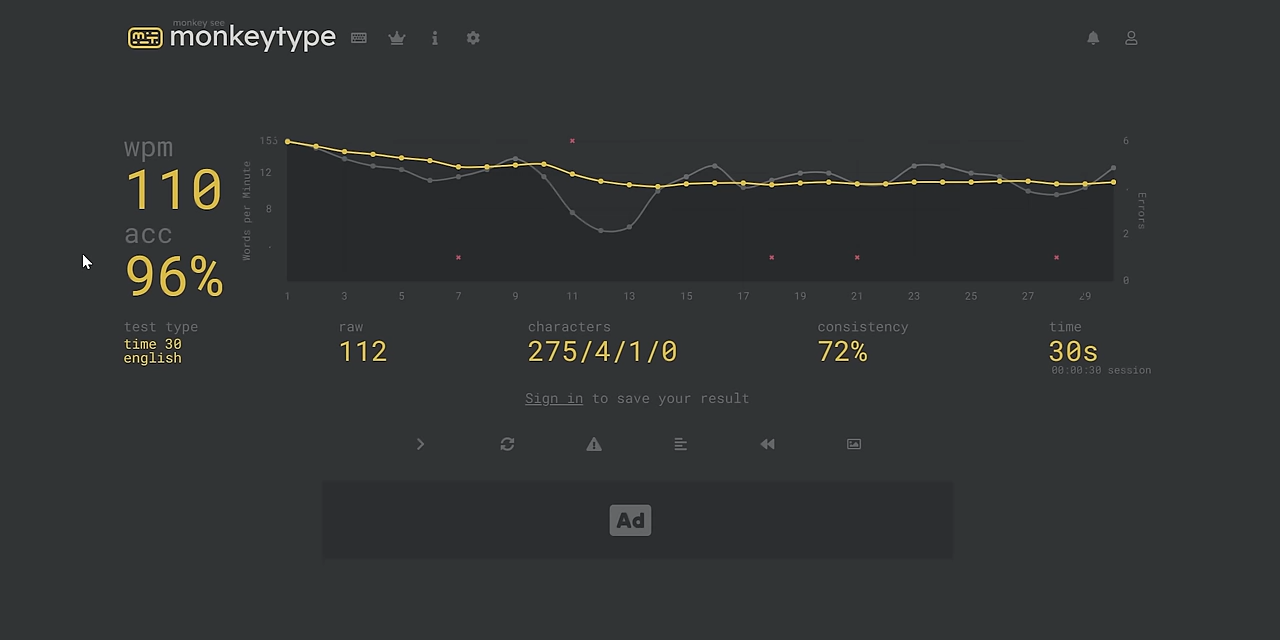 monkey see
monkeytype
wpm
110
acc
96%
Words per Minute
155
12
8
6
2
0
Errors
1 3 5 7 9 11 13 15 17 19 21 23 25 27 29
test type
time 30
english
raw
112
characters
275/4/1/0
consistency
72%
time
30s
00:00:30 session
Sign in to save your result
Ad